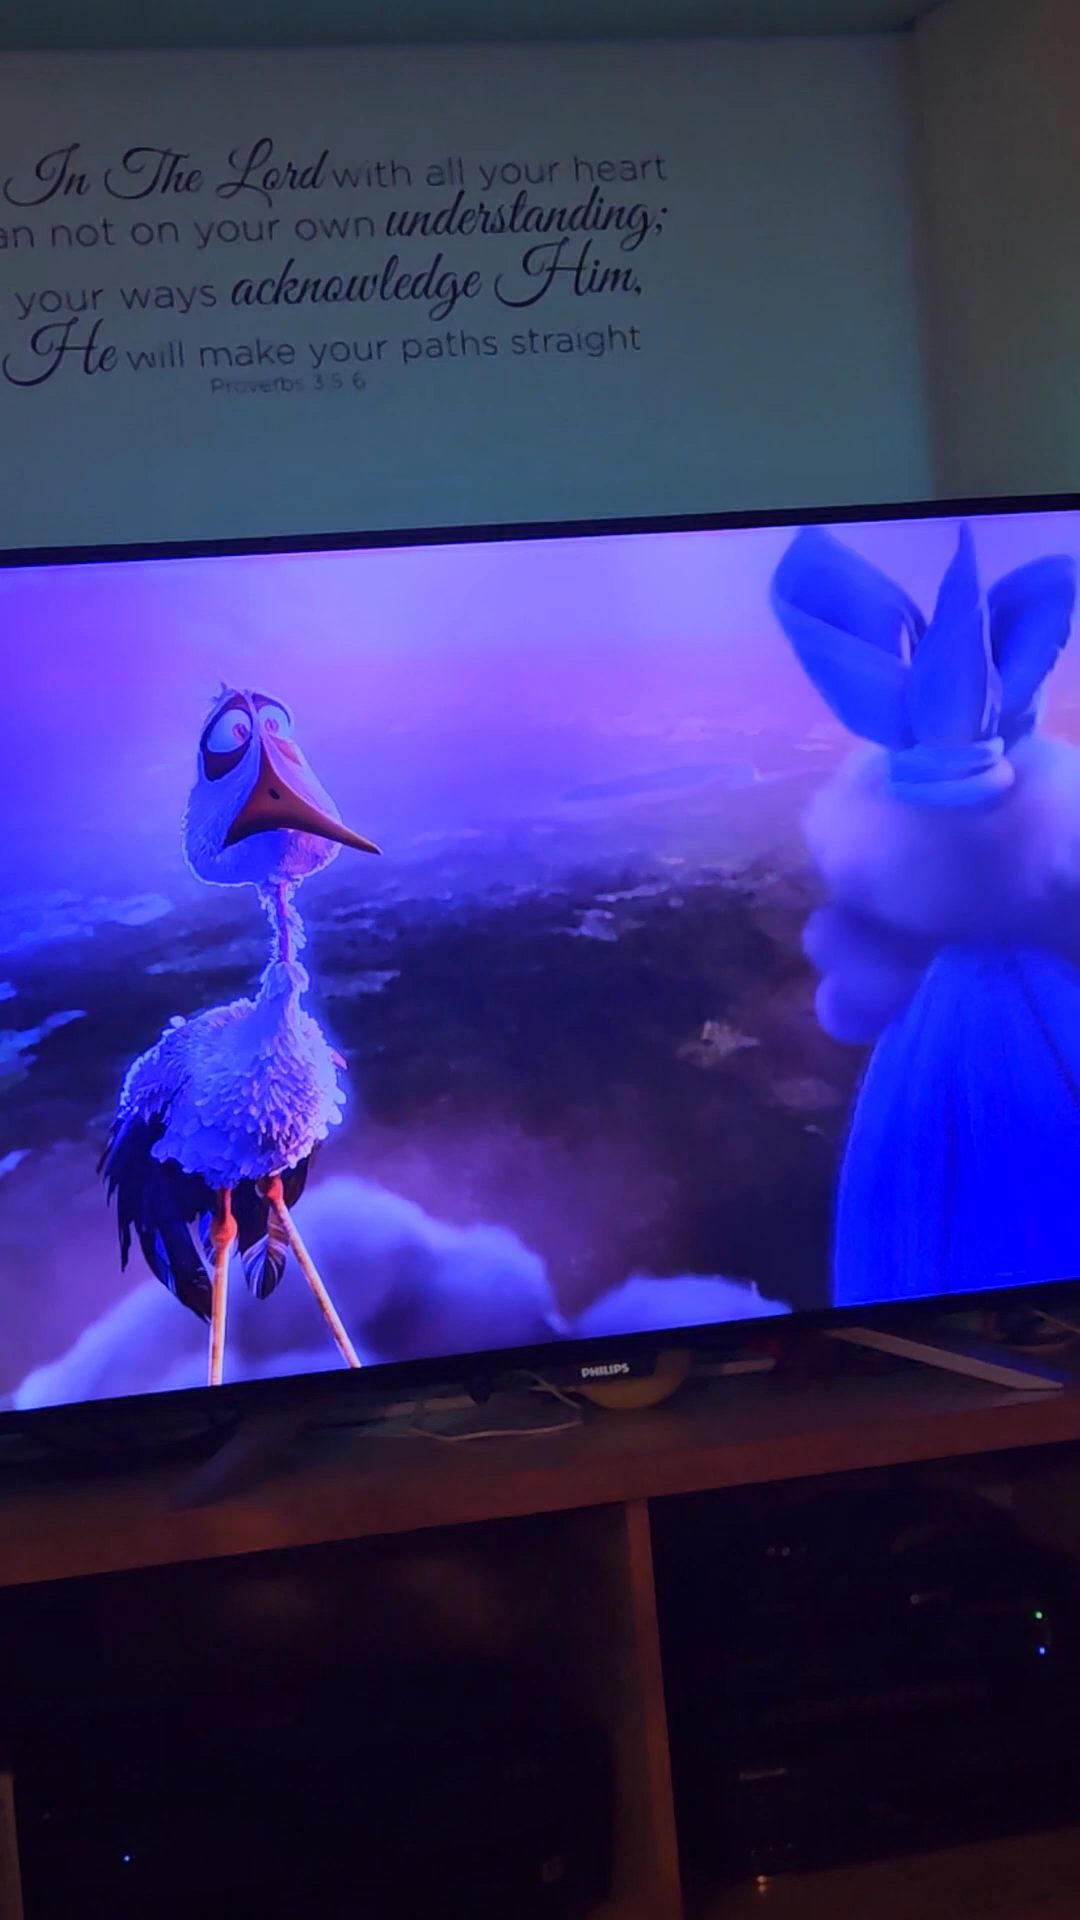 In The Lord with all your heart
an not on your own understanding;
your ways acknowledge Him,
He will make your paths straight
Proverbs 3:5 6
PHILIPS